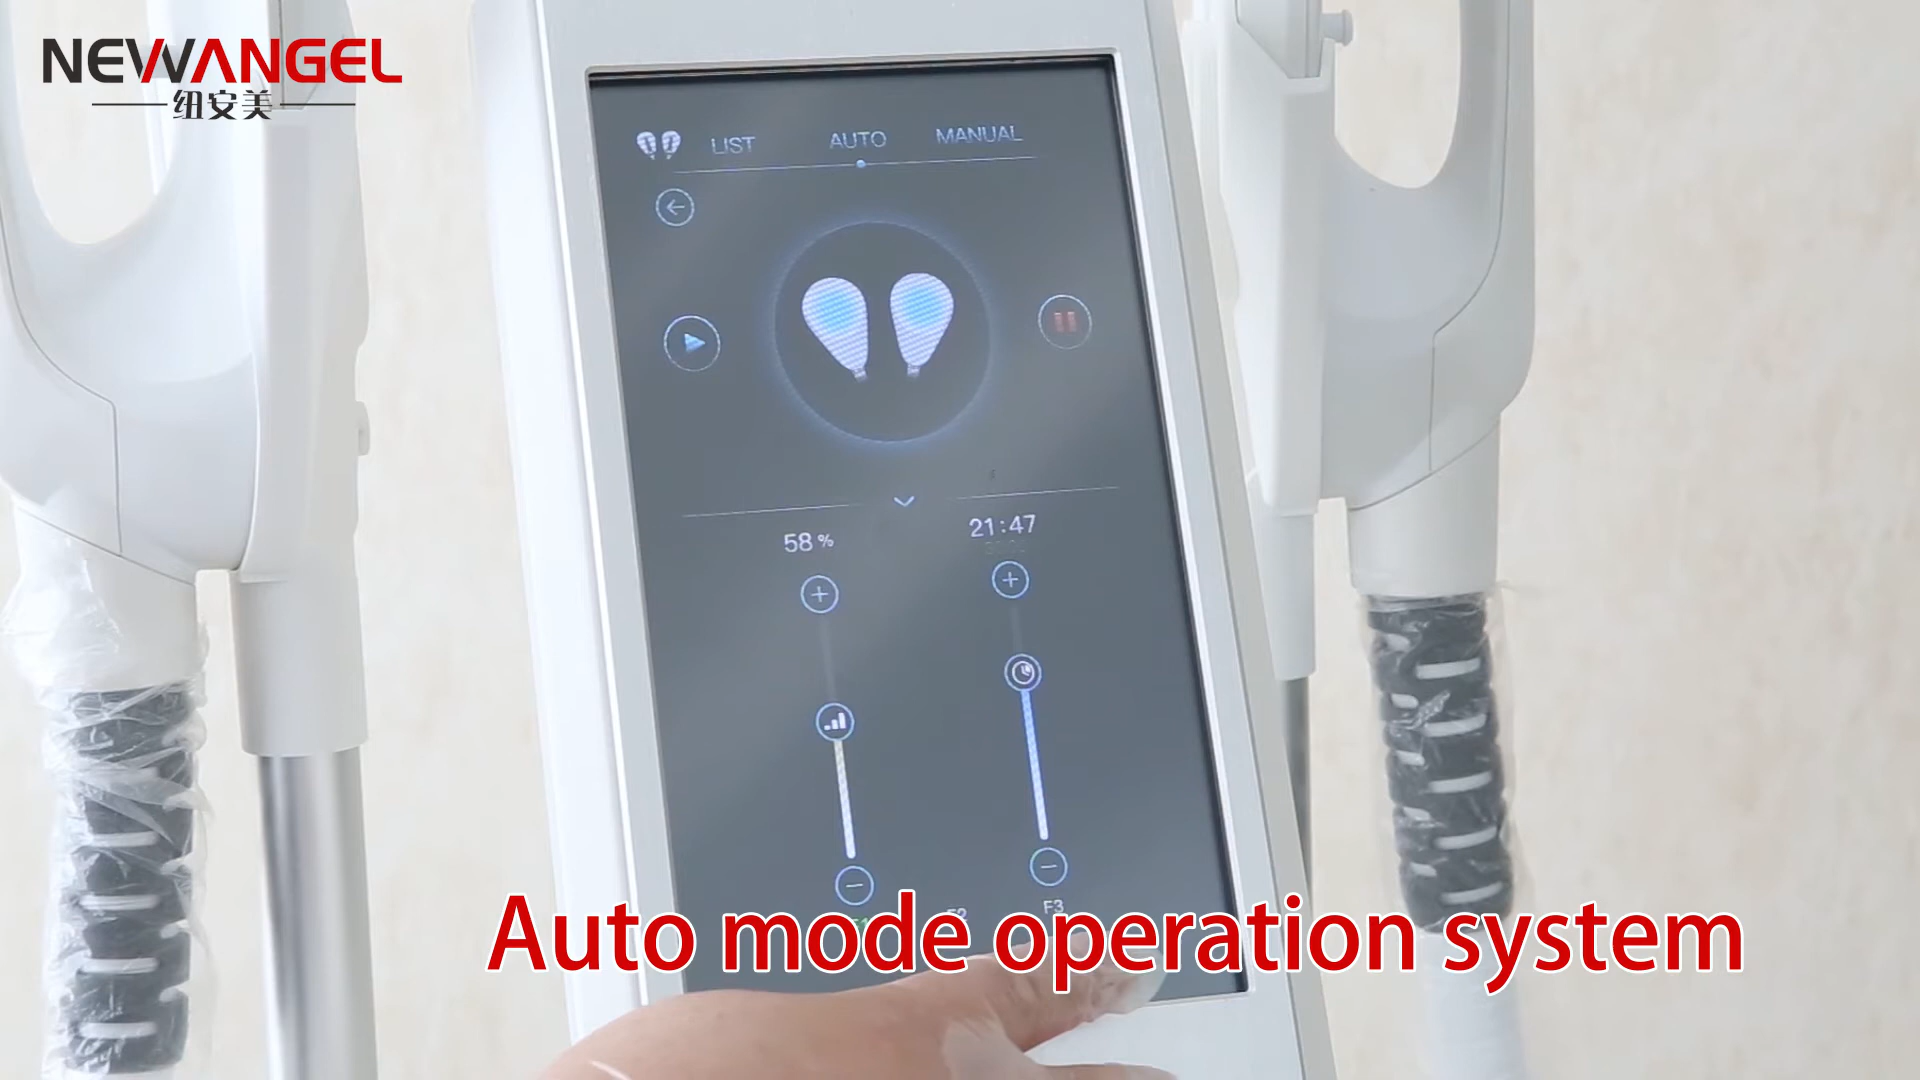 NEWANGEL
纽安美
LIST AUTO MANUAL
58 %
21:47
F3
Auto mode operation system